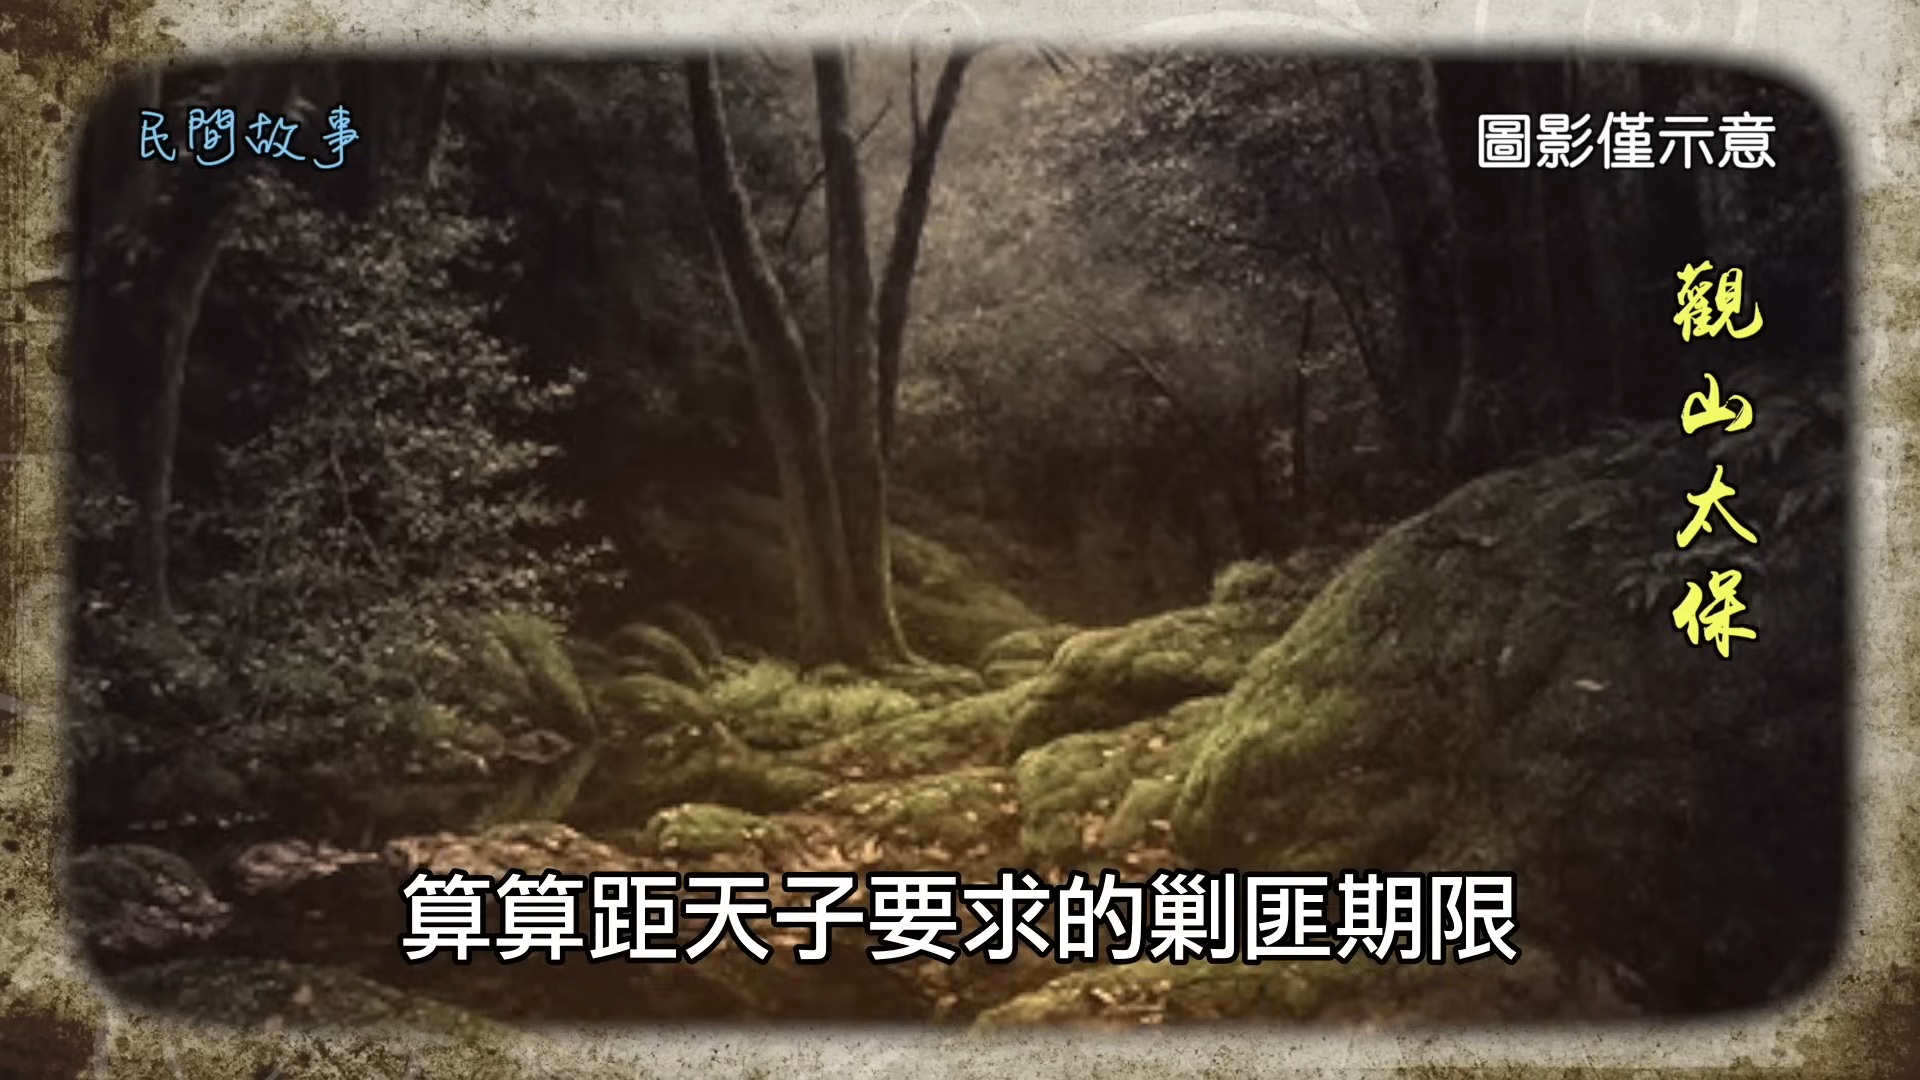 民間故事
圖影僅示意
觀山太保
算算距天子要求的剿匪期限